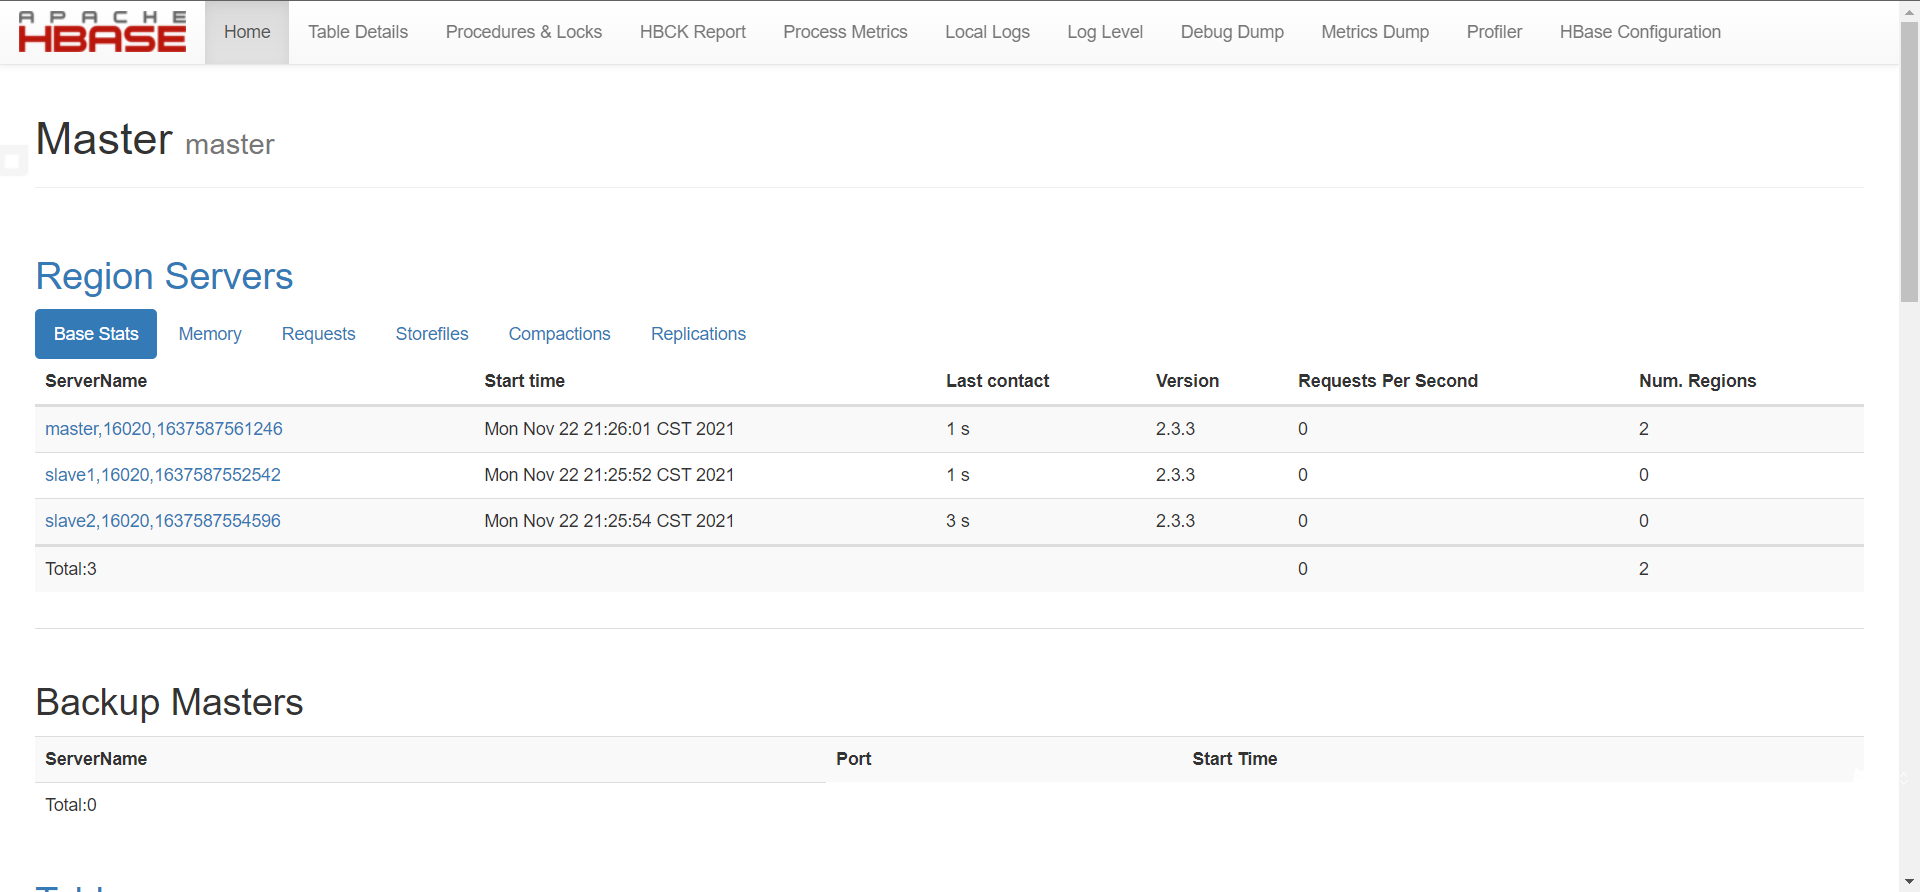 APACHE
HBASE
Home Table Details Procedures & Locks HBCK Report Process Metrics Local Logs Log Level Debug Dump Metrics Dump Profiler HBase Configuration
Master master
Region Servers
Base Stats Memory Requests Storefiles Compactions Replications
ServerName Start time Last contact Version Requests Per Second Num. Regions
master,16020,1637587561246 Mon Nov 22 21:26:01 CST 2021 1 s 2.3.3 0 2
slave1,16020,1637587552542 Mon Nov 22 21:25:52 CST 2021 1 s 2.3.3 0 0
slave2,16020,1637587554596 Mon Nov 22 21:25:54 CST 2021 3 s 2.3.3 0 0
Total:3 0 2
Backup Masters
ServerName Port Start Time
Total:0